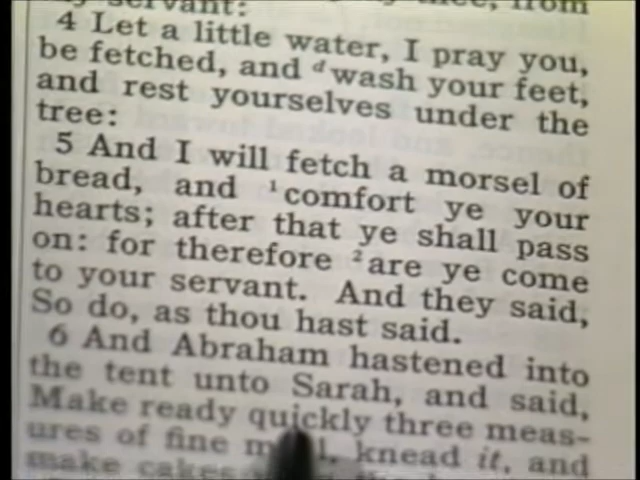 servant:
4 Let a little water, I pray you,
be fetched, and d wash your feet,
and rest yourselves under the
tree:
5 And I will fetch a morsel of
bread, and 1 comfort ye your
hearts; after that ye shall pass
on: for therefore 2 are ye come
to your servant. And they said,
So do, as thou hast said.
6 And Abraham hastened into
the tent unto Sarah, and said,
Make ready quickly three meas-
ures of fine knead it, and
make cakes